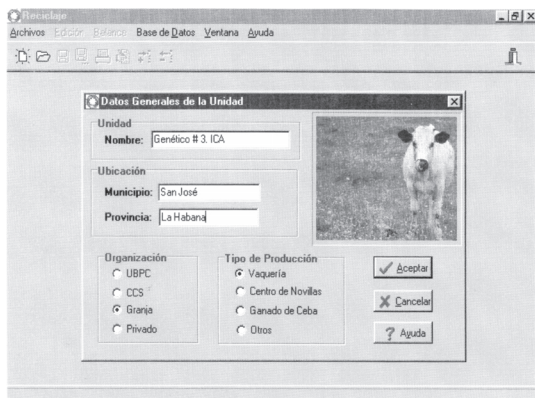 Reciclaje
Archivos Edición Balance Base de Datos Ventana Ayuda
Datos Generales de la Unidad
Unidad
Nombre: Genético # 3. ICA
Ubicación
Municipio: San José
Provincia: La Habana
Organización
UBPC
CCS
Granja
Privado
Tipo de Producción
Vaquería
Centro de Novillas
Ganado de Ceba
Otros
Aceptar
Cancelar
Ayuda